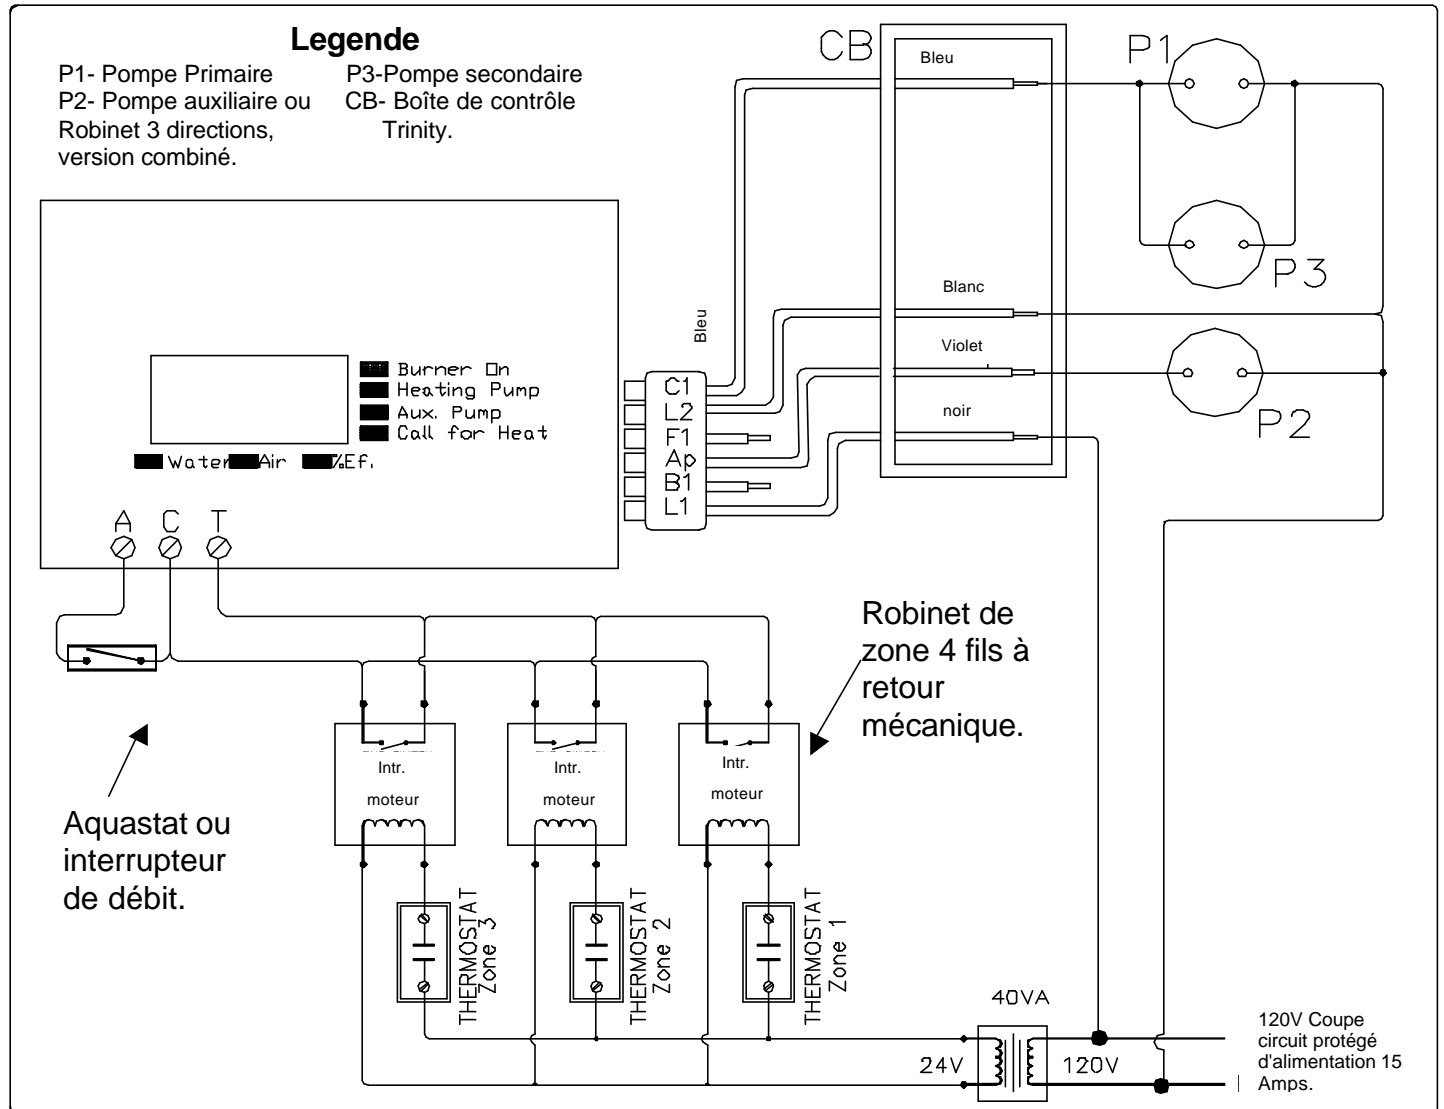 Legende
P1- Pompe Primaire
P2- Pompe auxiliaire ou
Robinet 3 directions,
version combiné.
P3-Pompe secondaire
CB- Boîte de contrôle
Trinity.
CB
Bleu
P1
P3
Blanc
Violet
noir
P2
Bleu
C1
L2
F1
Ap
B1
L1
Burner On
Heating Pump
Aux. Pump
Call for Heat
Water
Air
%Ef.
A
C
T
Robinet de
zone 4 fils à
retour
mécanique.
Aquastat ou
interrupteur
de débit.
Intr.
moteur
Intr.
moteur
Intr.
moteur
THERMOSTAT
Zone 3
THERMOSTAT
Zone 2
THERMOSTAT
Zone 1
40VA
24V
120V
120V Coupe
circuit protégé
d'alimentation 15
Amps.